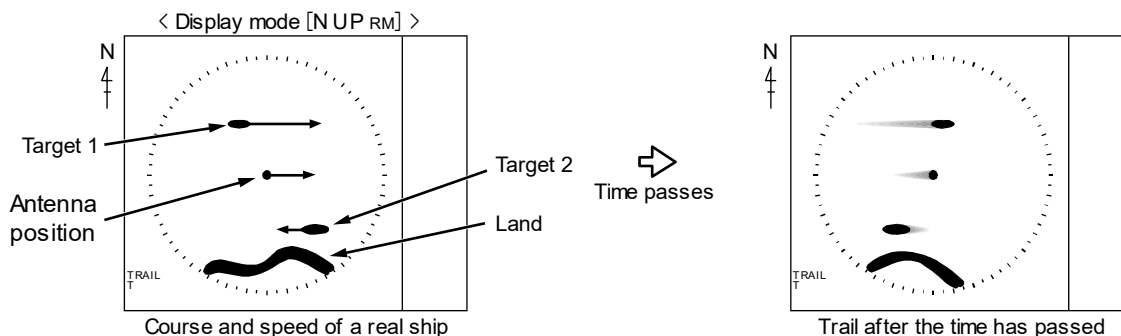 < Display mode [N UP RM] >
N
Target 1
Antenna
position
TRAIL
T
Target 2
Land
Course and speed of a real ship
Time passes
N
TRAIL
T
Trail after the time has passed